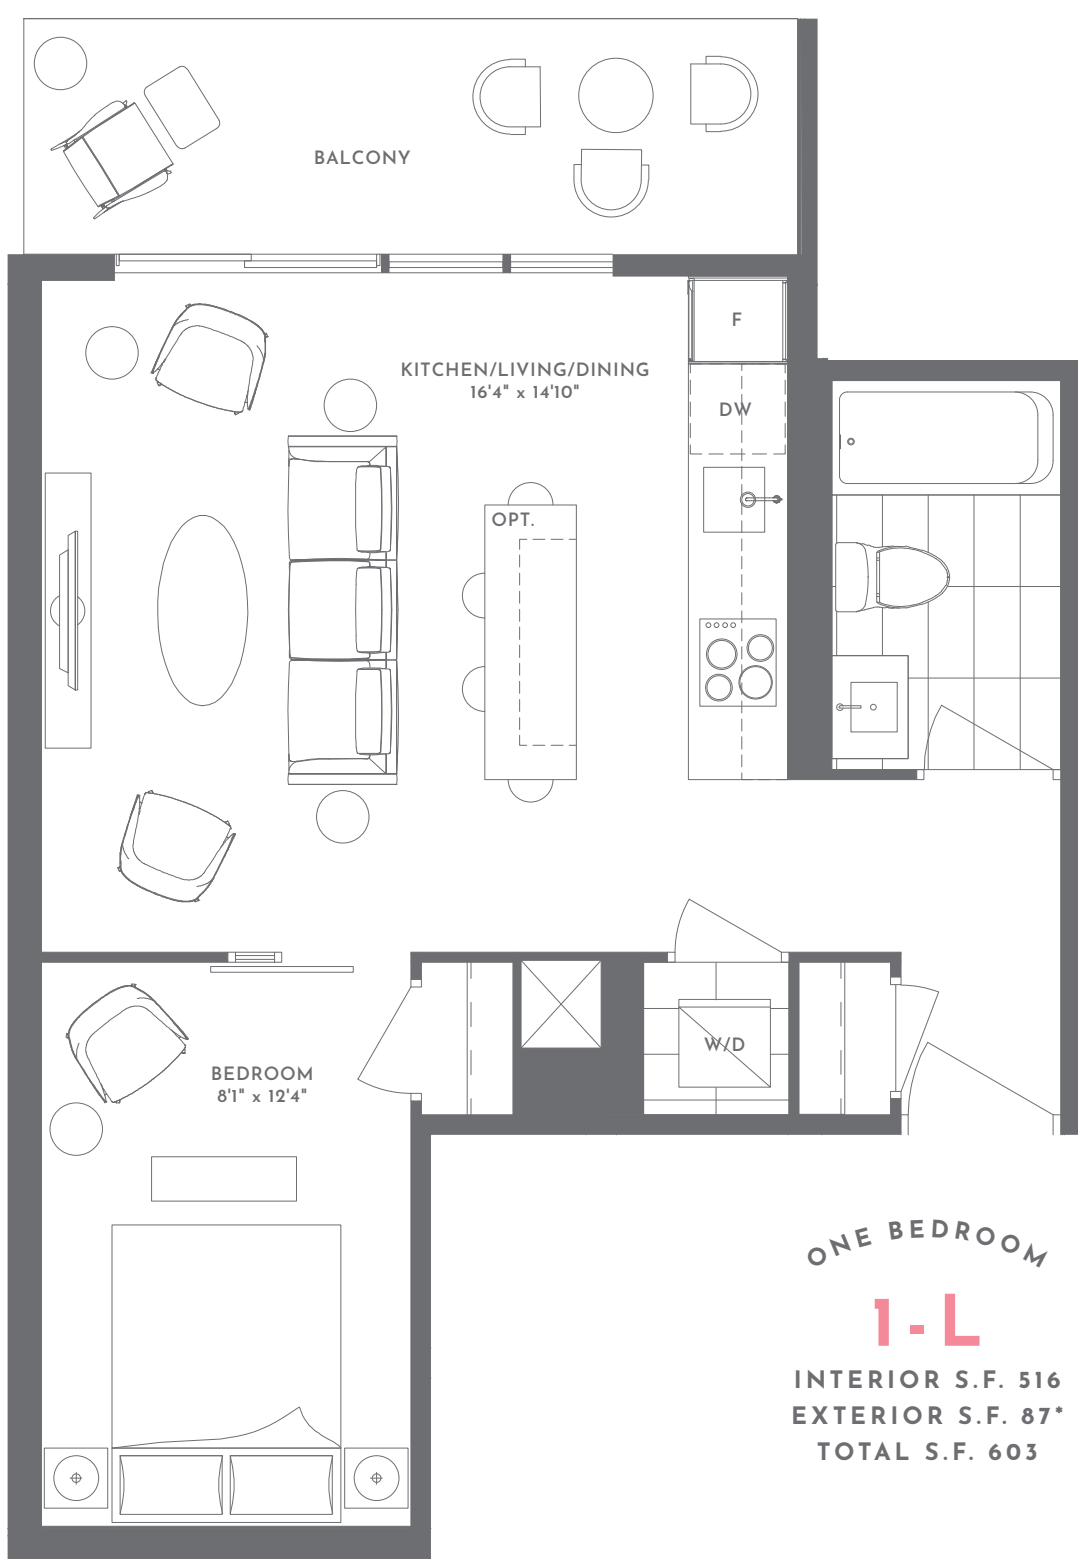 BALCONY
F
KITCHEN/LIVING/DINING
16'4" x 14'10"
DW
OPT.
W/D
BEDROOM
8'1" x 12'4"
ONE BEDROOM
1-L
INTERIOR S.F. 516
EXTERIOR S.F. 87*
TOTAL S.F. 603